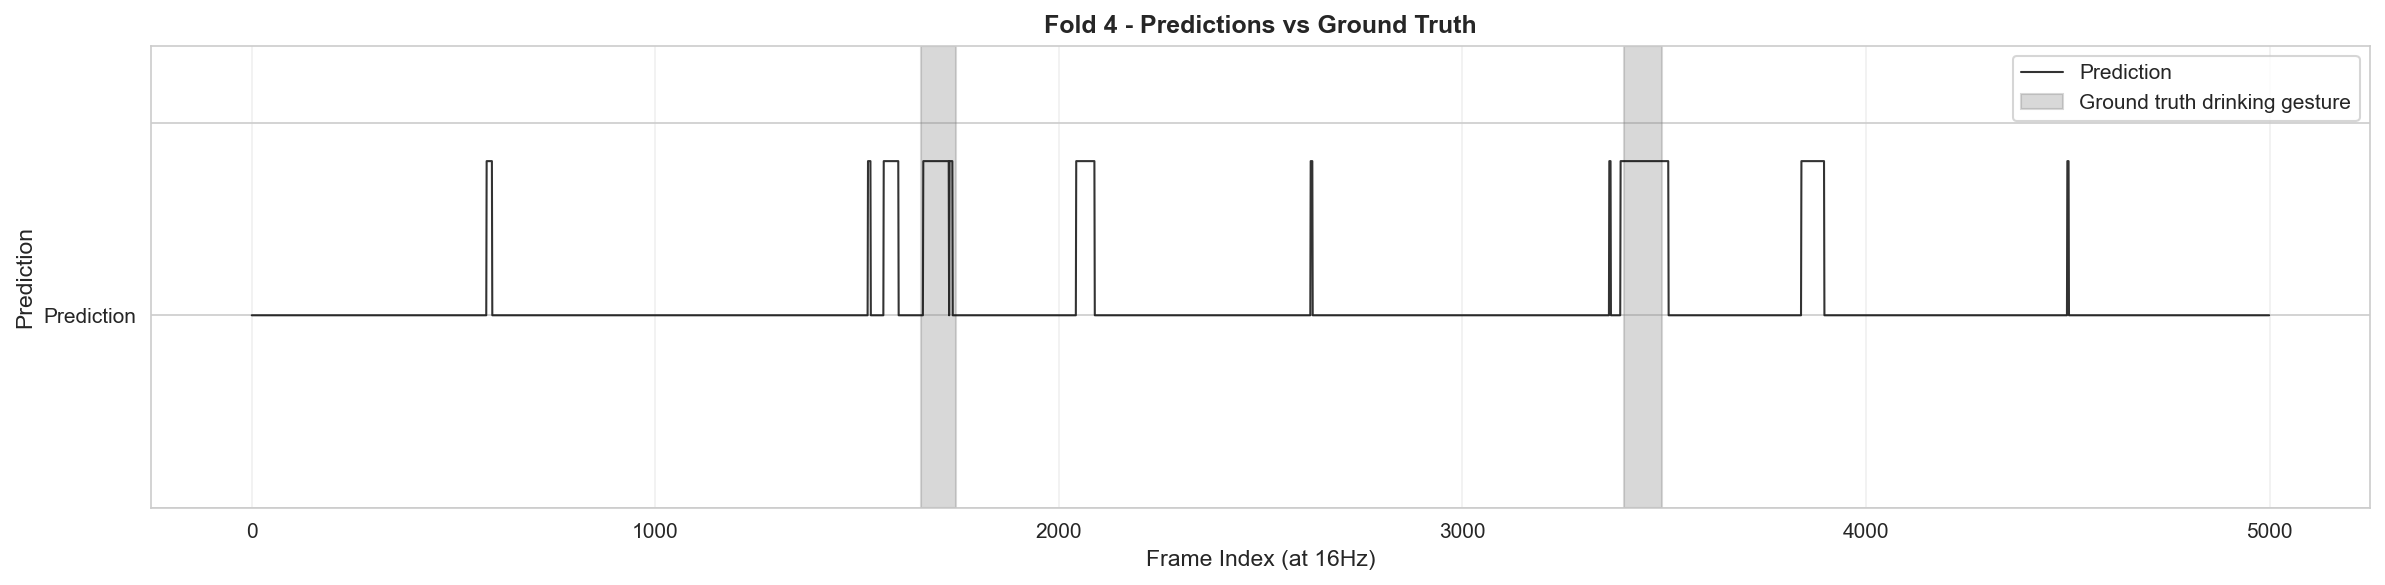 Fold 4 - Predictions vs Ground Truth
Prediction
Ground truth drinking gesture
Prediction
Prediction
0 1000 2000 3000 4000 5000
Frame Index (at 16Hz)